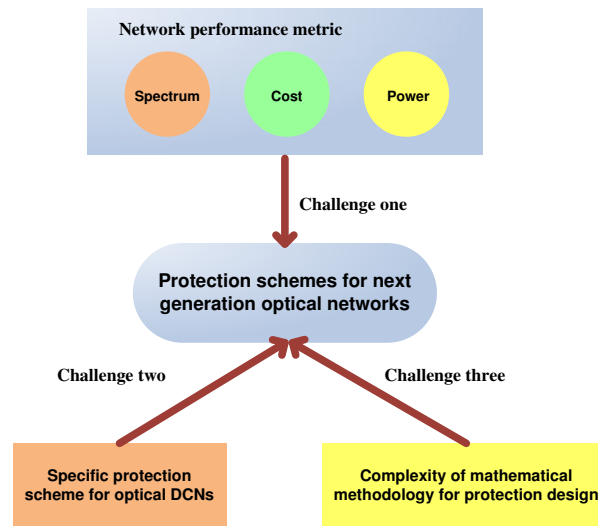 Network performance metric
Spectrum
Cost
Power
Challenge one
Protection schemes for next
generation optical networks
Challenge two
Challenge three
Specific protection
scheme for optical DCNs
Complexity of mathematical
methodology for protection design